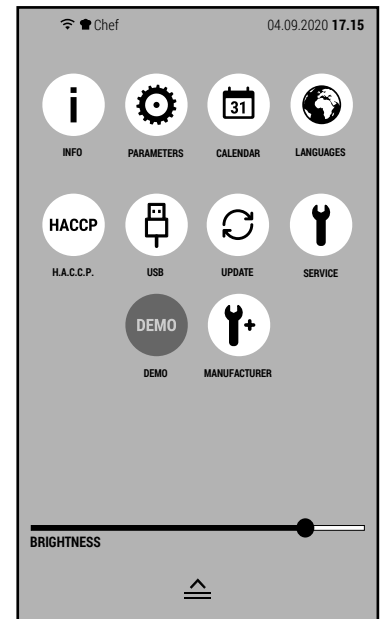 Chef 04.09.2020 17.15
i 31
INFO PARAMETERS CALENDAR LANGUAGES
HACCP
H.A.C.C.P. USB UPDATE SERVICE
DEMO +
DEMO MANUFACTURER
BRIGHTNESS